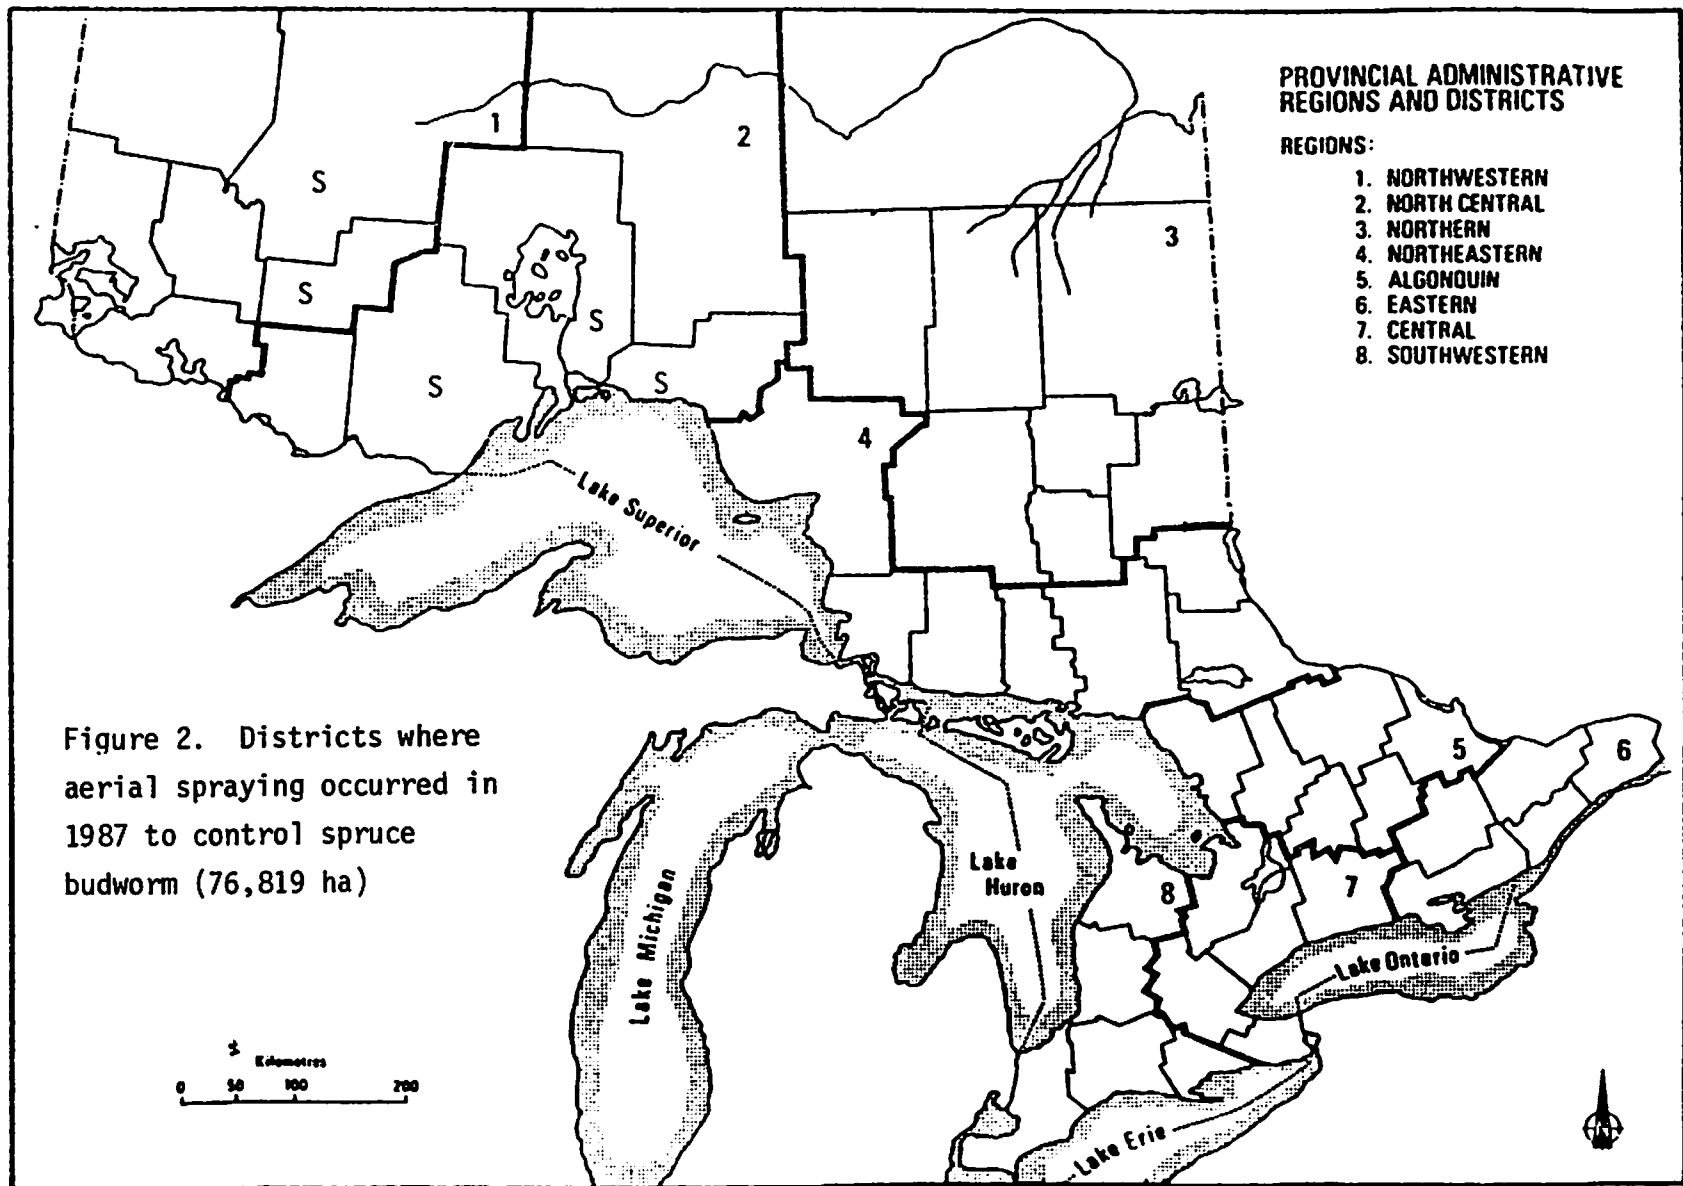 PROVINCIAL ADMINISTRATIVE
REGIONS AND DISTRICTS
REGIONS:
1. NORTHWESTERN
2. NORTH CENTRAL
3. NORTHERN
4. NORTHEASTERN
5. ALGONQUIN
6. EASTERN
7. CENTRAL
8. SOUTHWESTERN
1
2
S
3
S
S
S
S
4
Lake Superior
5
6
Figure 2. Districts where
aerial spraying occurred in
1987 to control spruce
budworm (76,819 ha)
Lake
Huron
8
7
Lake Michigan
Lake Ontario
Kilometres
0 50 100 200
Lake Erie
N